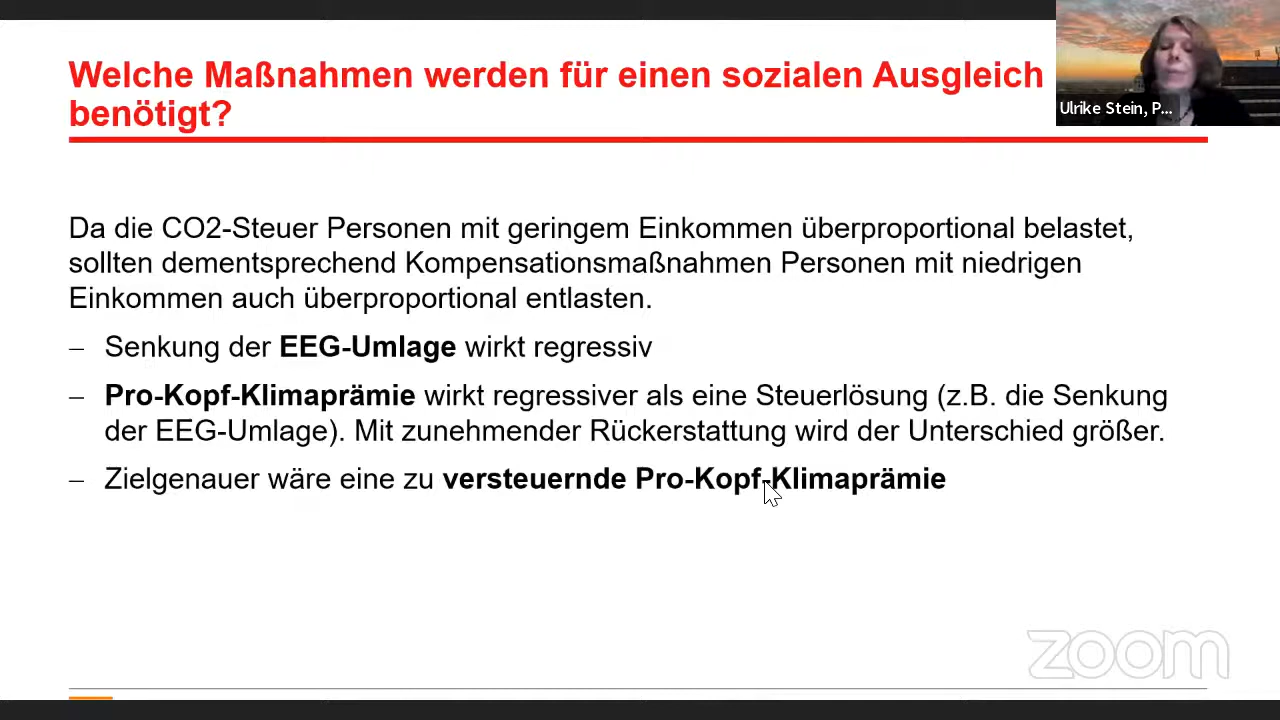 Welche Maßnahmen werden für einen sozialen Ausgleich
benötigt?
Ulrike Stein, P...
Da die CO2-Steuer Personen mit geringem Einkommen überproportional belastet,
sollten dementsprechend Kompensationsmaßnahmen Personen mit niedrigen
Einkommen auch überproportional entlasten.
– Senkung der EEG-Umlage wirkt regressiv
– Pro-Kopf-Klimaprämie wirkt regressiver als eine Steuerlösung (z.B. die Senkung
der EEG-Umlage). Mit zunehmender Rückerstattung wird der Unterschied größer.
– Zielgenauer wäre eine zu versteuernde Pro-Kopf-Klimaprämie
zoom